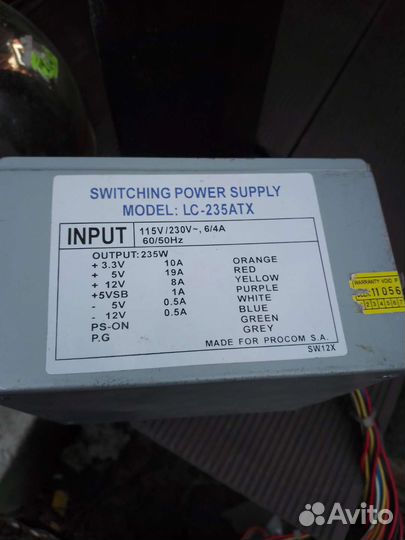 SWITCHING POWER SUPPLY
MODEL: LC-235ATX
INPUT 115V/230V~, 6/4A
60/50Hz
OUTPUT:235W
+ 3.3V 10A ORANGE
+ 5V 19A RED
+ 12V 8A YELLOW
+5VSB 1A PURPLE
- 5V 0.5A WHITE
- 12V 0.5A BLUE
PS-ON GREEN
P.G GREY
MADE FOR PROCOM S.A.
SW12X
WARRANTY VOID
11056
Avito